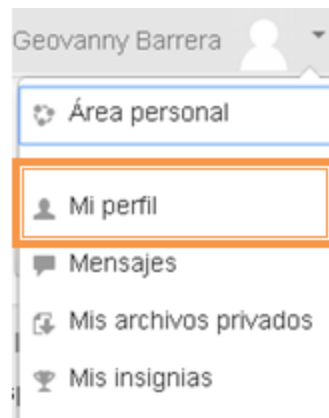 Geovanny Barrera
Área personal
Mi perfil
Mensajes
Mis archivos privados
Mis insignias